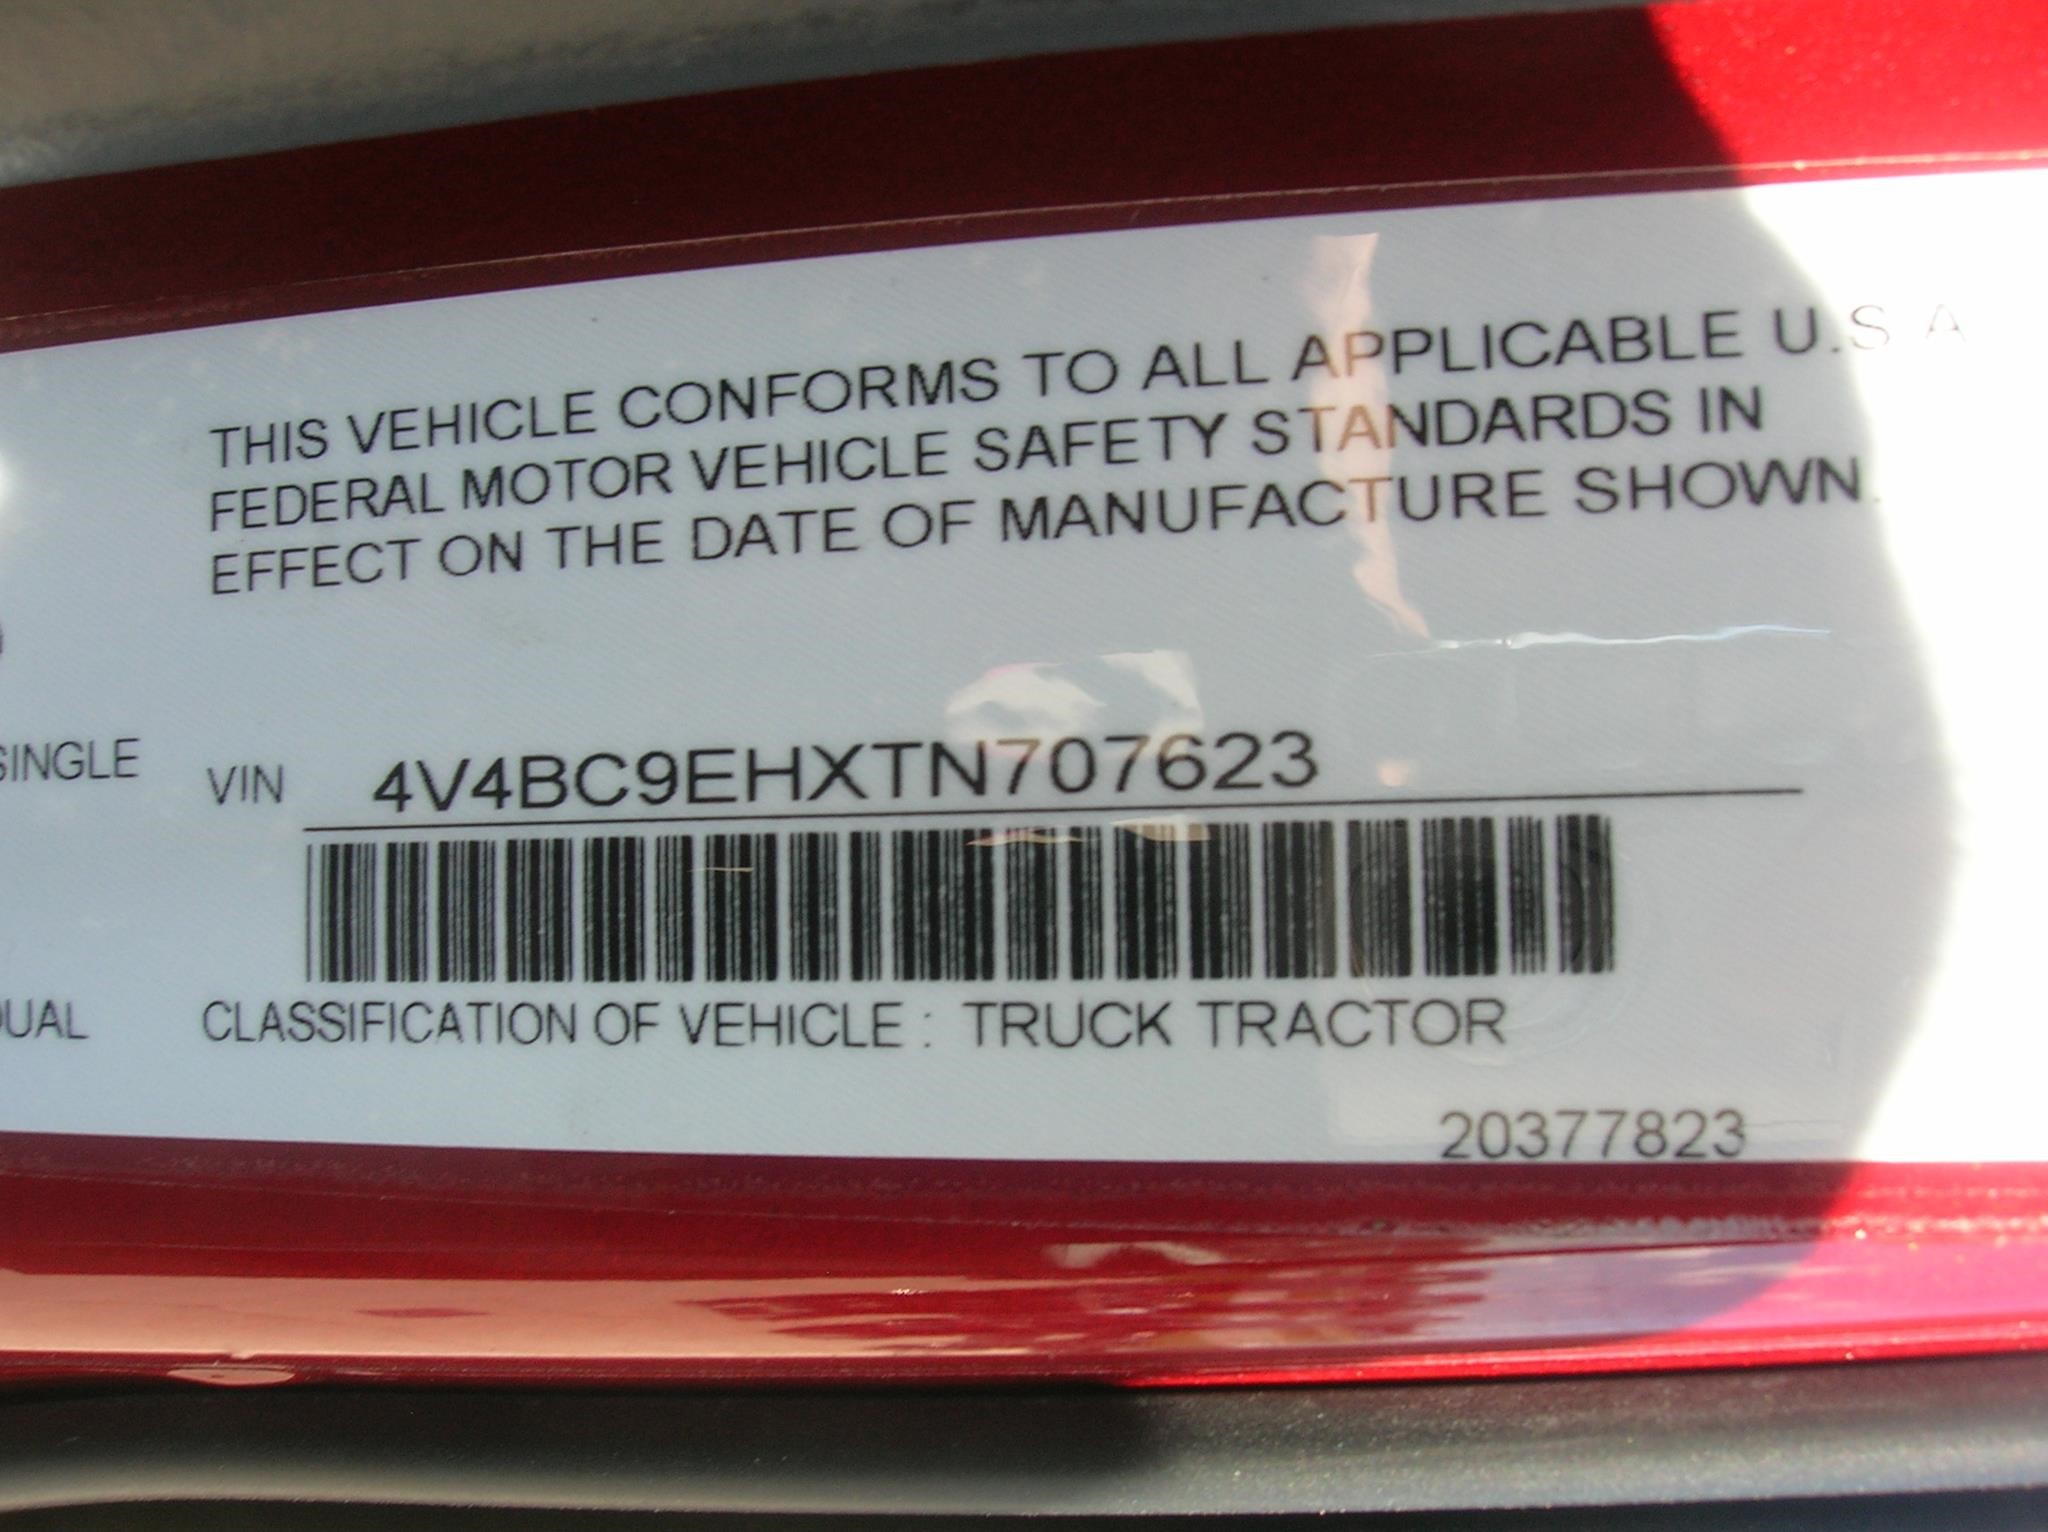 THIS VEHICLE CONFORMS TO ALL APPLICABLE U.S A
FEDERAL MOTOR VEHICLE SAFETY STANDARDS IN
EFFECT ON THE DATE OF MANUFACTURE SHOWN.
SINGLE
VIN 4V4BC9EHXTN707623
DUAL
CLASSIFICATION OF VEHICLE : TRUCK TRACTOR
20377823